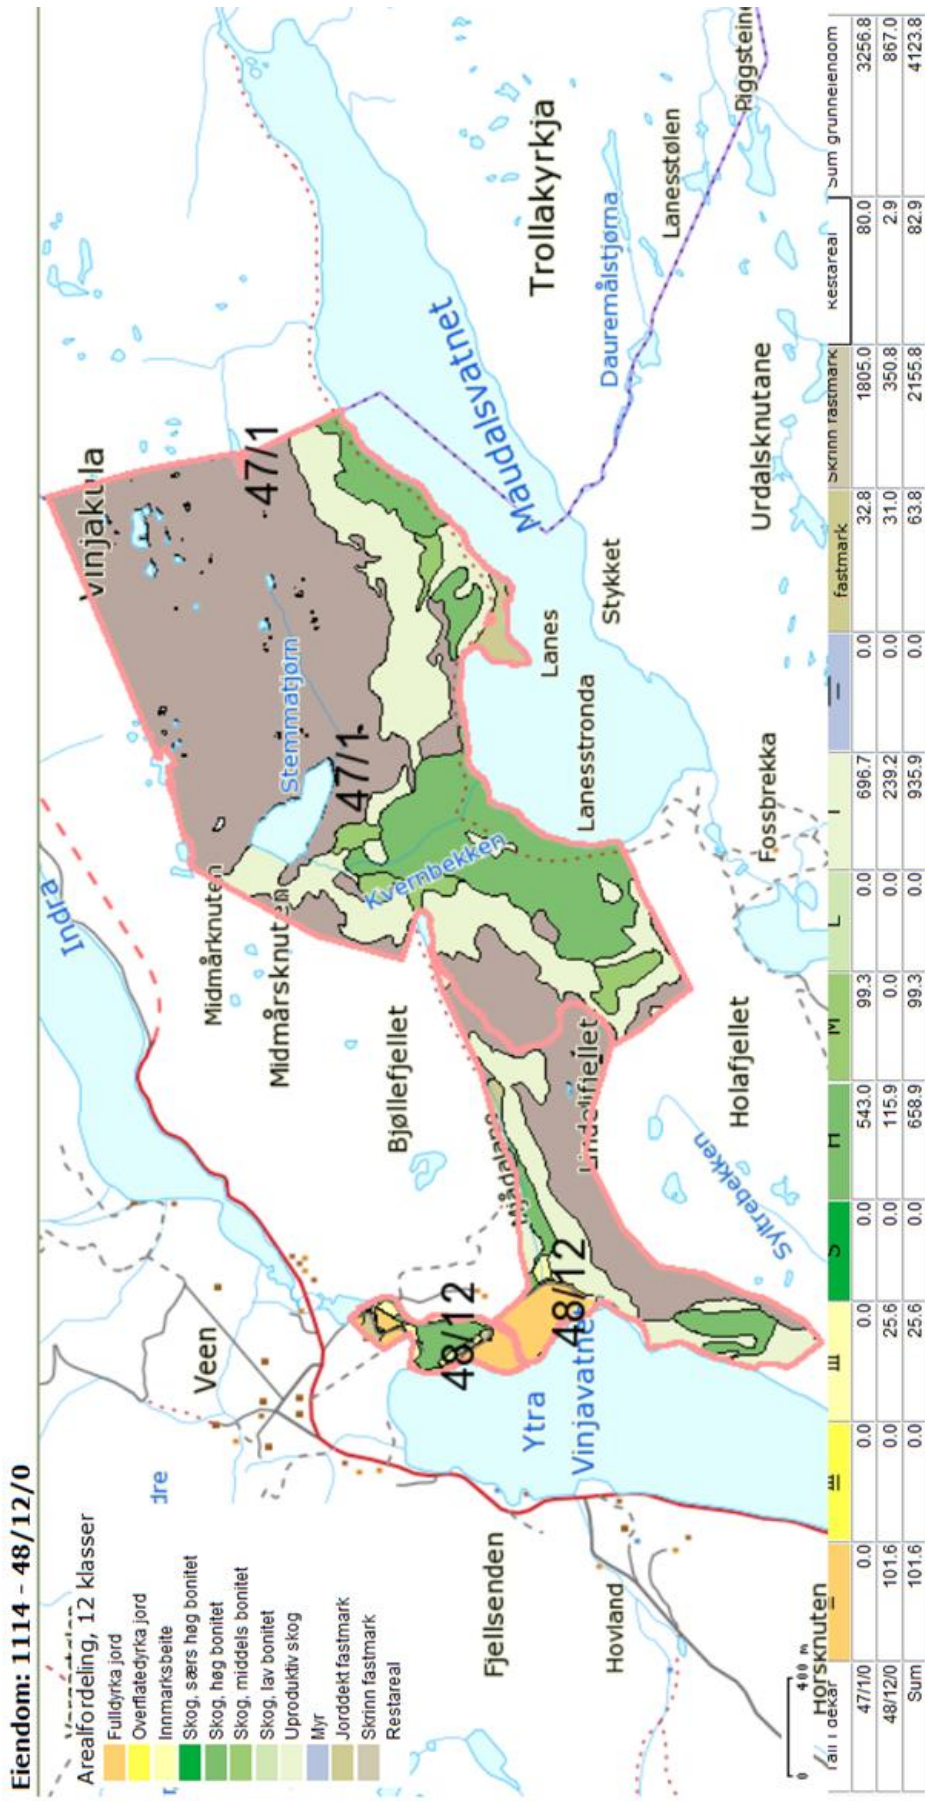 Eiendom: 1114 - 48/12/0
Arealfordeling, 12 klasser
Fulldyrka jord
Overflatedyrka jord
Innmarksbeite
Skog, særs høg bonitet
Skog, høg bonitet
Skog, middels bonitet
Skog, lav bonitet
Uproduktiv skog
Myr
Jorddekt fastmark
Skrinn fastmark
Restareal
dre
Veen
Indra
Midmårknuten
Midmårsknuten
Vinjakula
47/1
Stemmatjørn
47/1
Kvernbekken
Bjøllefjellet
Maudalsvatnet
Trollakyrkja
Dauremålstjørna
Lanesstølen
Piggstein
Fjellsenden
Ytra
Vinjavatnet
48/12
48/12
Lanes
Lanesstronda
Stykket
Urdalsknutane
Hovland
Syltrebekken
Holafjellet
Fossbrekka
Horsknuten
0 400 m
Tall i dekar S H M L I fastmark Skrinn fastmark Restareal Sum grunneiendom
47/1/0 0.0 0.0 0.0 0.0 543.0 99.3 0.0 696.7 0.0 32.8 1805.0 80.0 3256.8
48/12/0 101.6 0.0 25.6 0.0 115.9 0.0 0.0 239.2 0.0 31.0 350.8 2.9 867.0
Sum 101.6 0.0 25.6 0.0 658.9 99.3 0.0 935.9 0.0 63.8 2155.8 82.9 4123.8